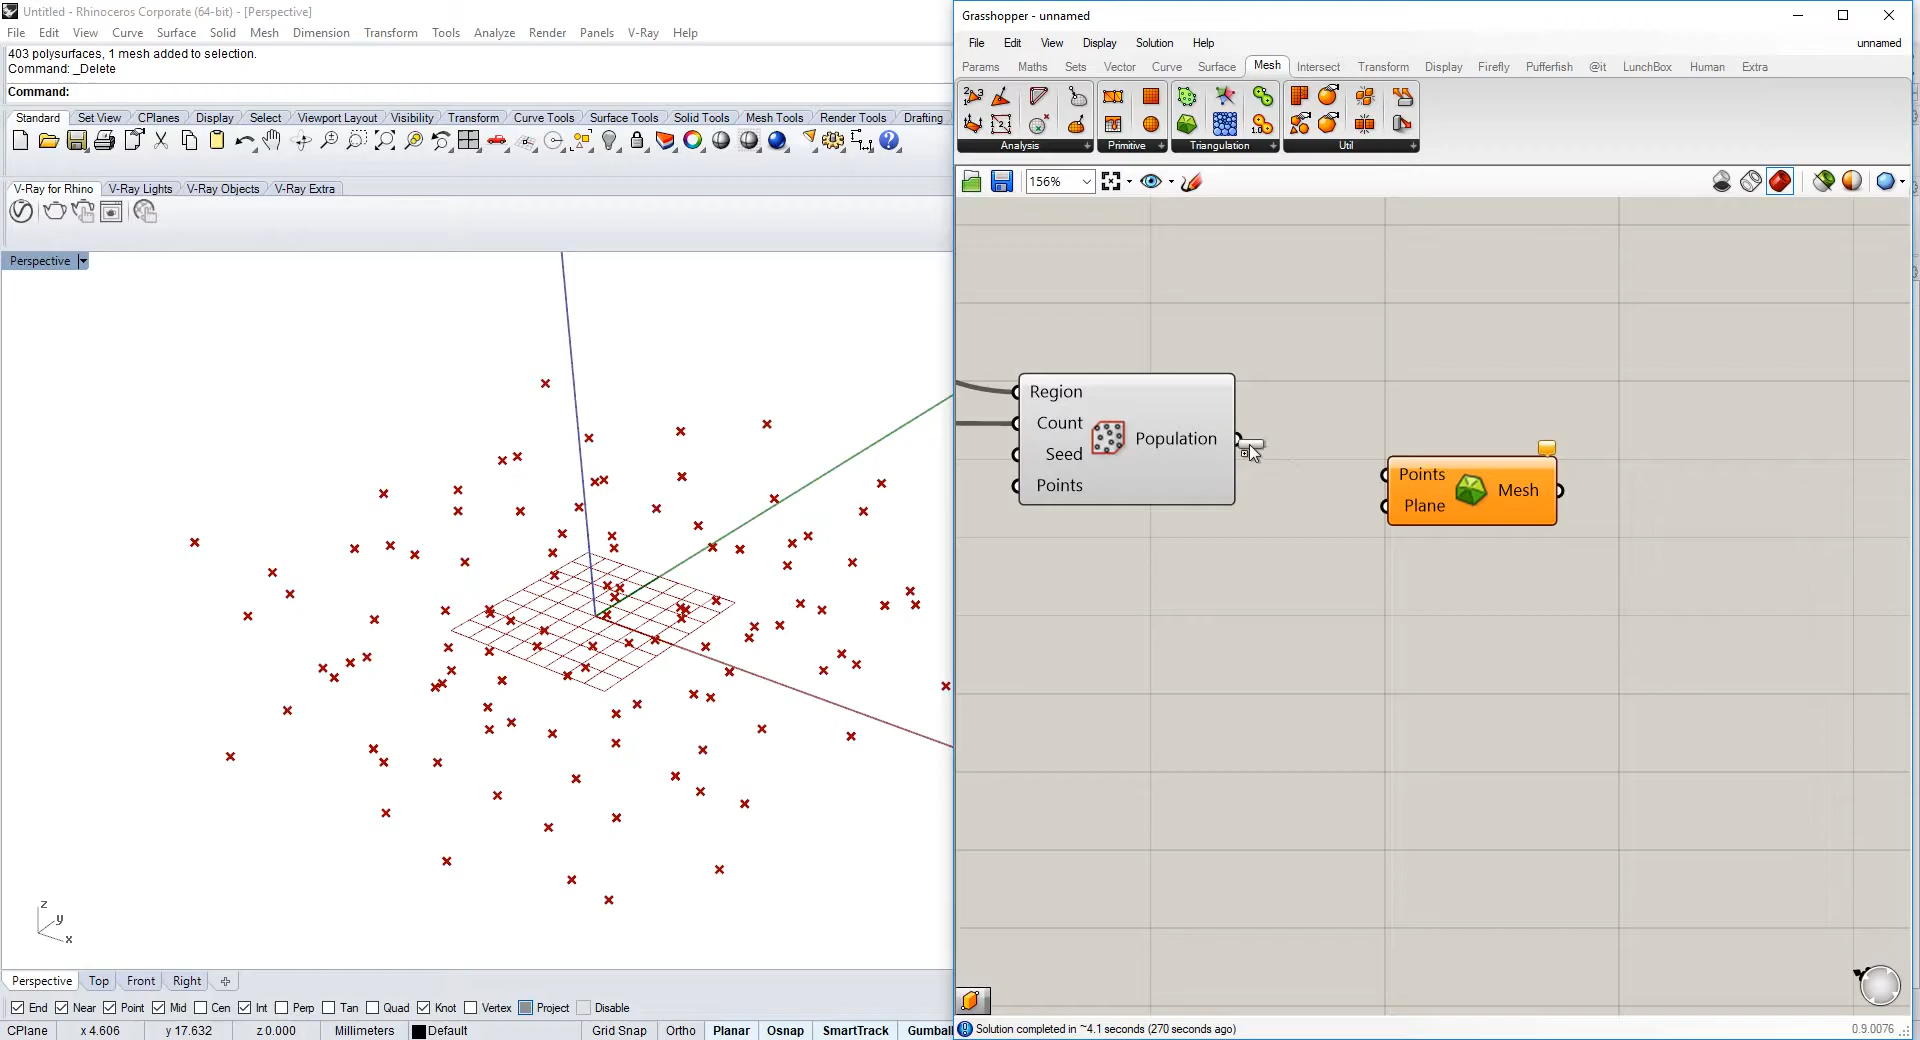 Untitled - Rhinoceros Corporate (64-bit) - [Perspective]
File Edit View Curve Surface Solid Mesh Dimension Transform Tools Analyze Render Panels V-Ray Help
403 polysurfaces, 1 mesh added to selection.
Command: _Delete
Command:
Standard Set View CPlanes Display Select Viewport Layout Visibility Transform Curve Tools Surface Tools Solid Tools Mesh Tools Render Tools Drafting
V-Ray for Rhino V-Ray Lights V-Ray Objects V-Ray Extra
Perspective
z
y
x
Perspective Top Front Right
End Near Point Mid Cen Int Perp Tan Quad Knot Vertex Project Disable
CPlane x 4.606 y 17.632 z 0.000 Millimeters Default Grid Snap Ortho Planar Osnap SmartTrack Gumball
Grasshopper - unnamed
File Edit View Display Solution Help unnamed
Params Maths Sets Vector Curve Surface Mesh Intersect Transform Display Firefly Pufferfish @it LunchBox Human Extra
Analysis Primitive Triangulation Util
156%
Region
Count
Seed
Points
Population
Points
Plane
Mesh
Solution completed in ~4.1 seconds (270 seconds ago) 0.9.0076